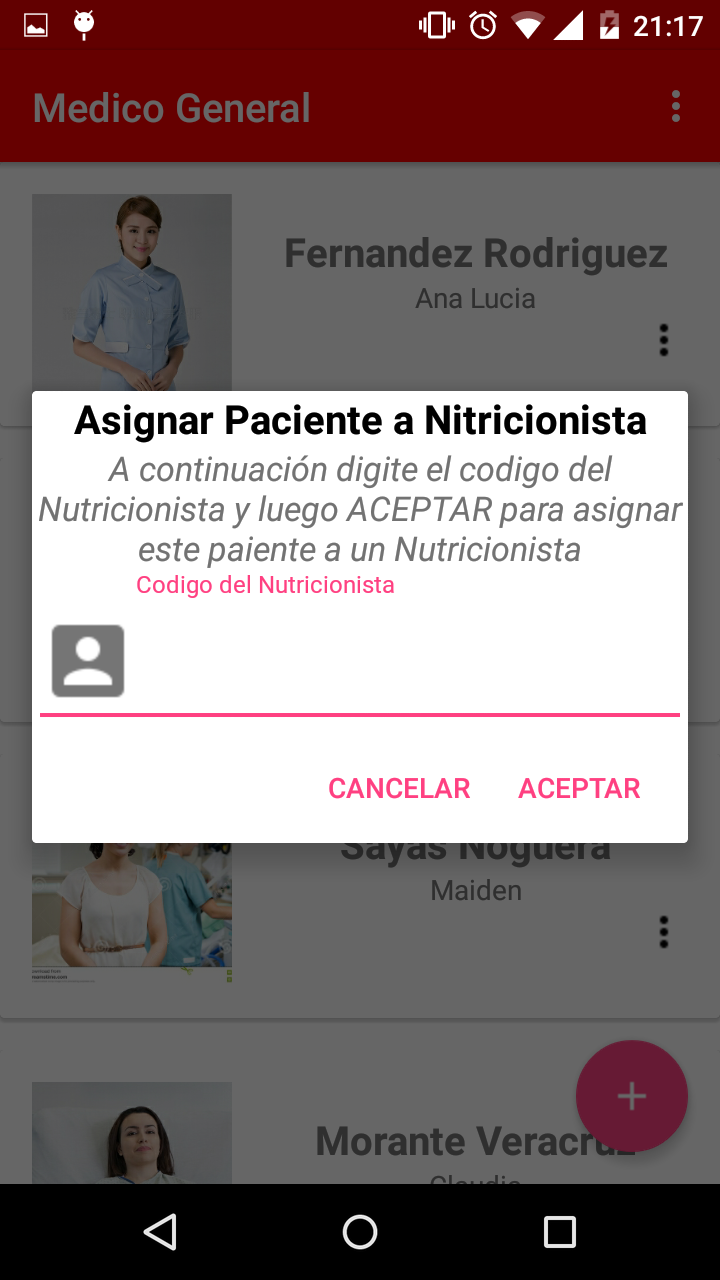 21:17
Medico General
Fernandez Rodriguez
Ana Lucia
Asignar Paciente a Nitricionista
A continuación digite el codigo del
Nutricionista y luego ACEPTAR para asignar
este paiente a un Nutricionista
Codigo del Nutricionista
CANCELAR ACEPTAR
Sayas Noguera
Maiden
Morante Veracruz
Claudia